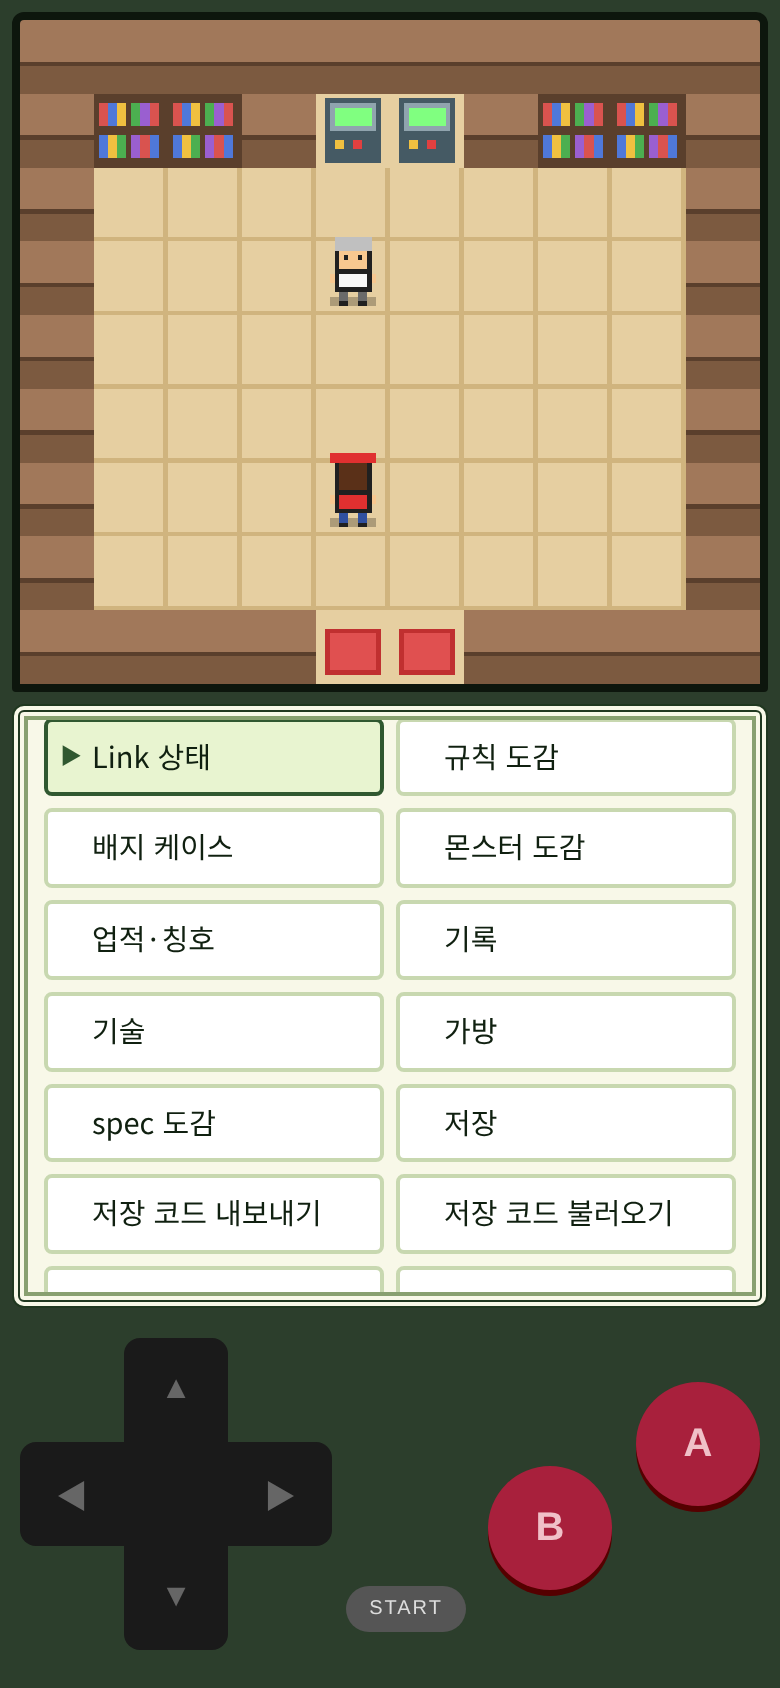 ▶ Link 상태
규칙 도감
배지 케이스
몬스터 도감
업적·칭호
기록
기술
가방
spec 도감
저장
저장 코드 내보내기
저장 코드 불러오기
A
B
START